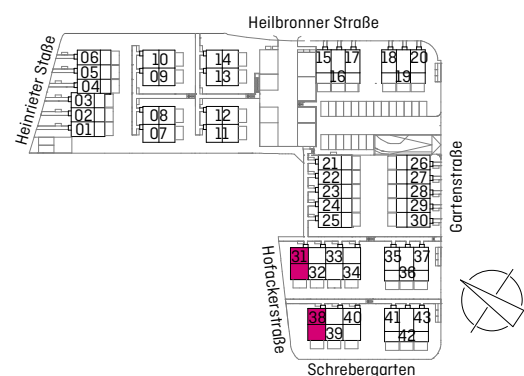 Heilbronner Straße
Heinrieter Staße
06 10 14 15 17 18 20
05 09 13 16 19
04
03
02 08 12
01 07 11
21 26
22 27
23 28
24 29
25 30
Gartenstraße
31 33 35 37
32 34 36
Hofackerstraße
38 40 41 43
39 42
Schrebergarten